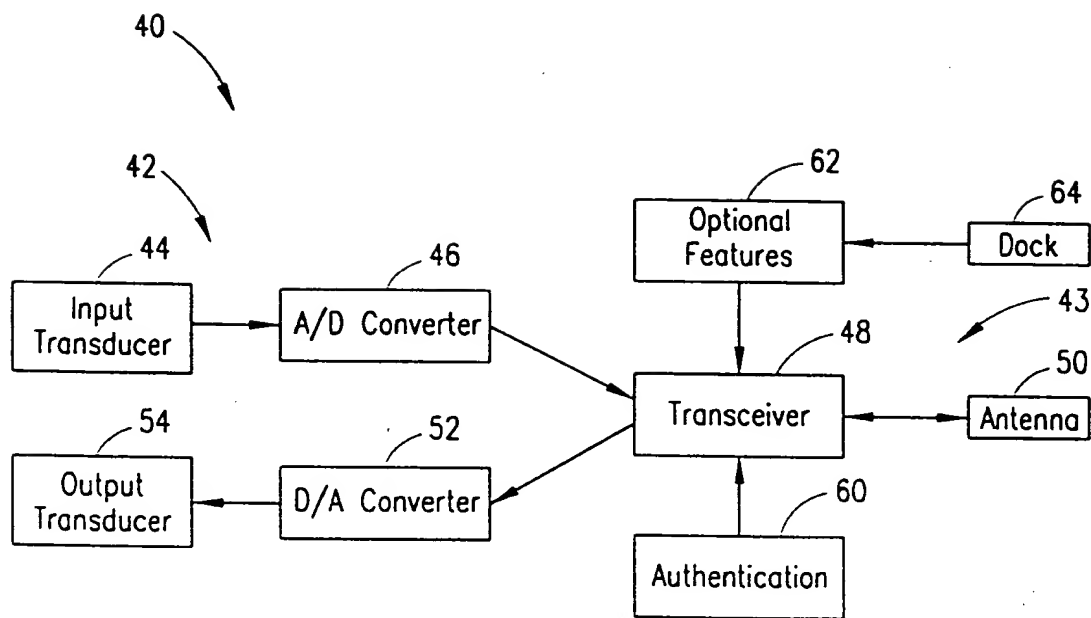 40
42
62
64
44
46
Optional
Features
Dock
Input
Transducer
A/D Converter
43
48
50
54
52
Transceiver
Antenna
Output
Transducer
D/A Converter
60
Authentication